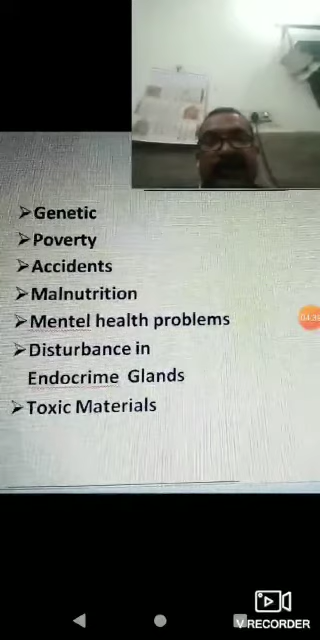 ➢Genetic
➢Poverty
➢Accidents
➢Malnutrition
➢Mentel health problems
➢Disturbance in
Endocrime Glands
➢Toxic Materials
V RECORDER